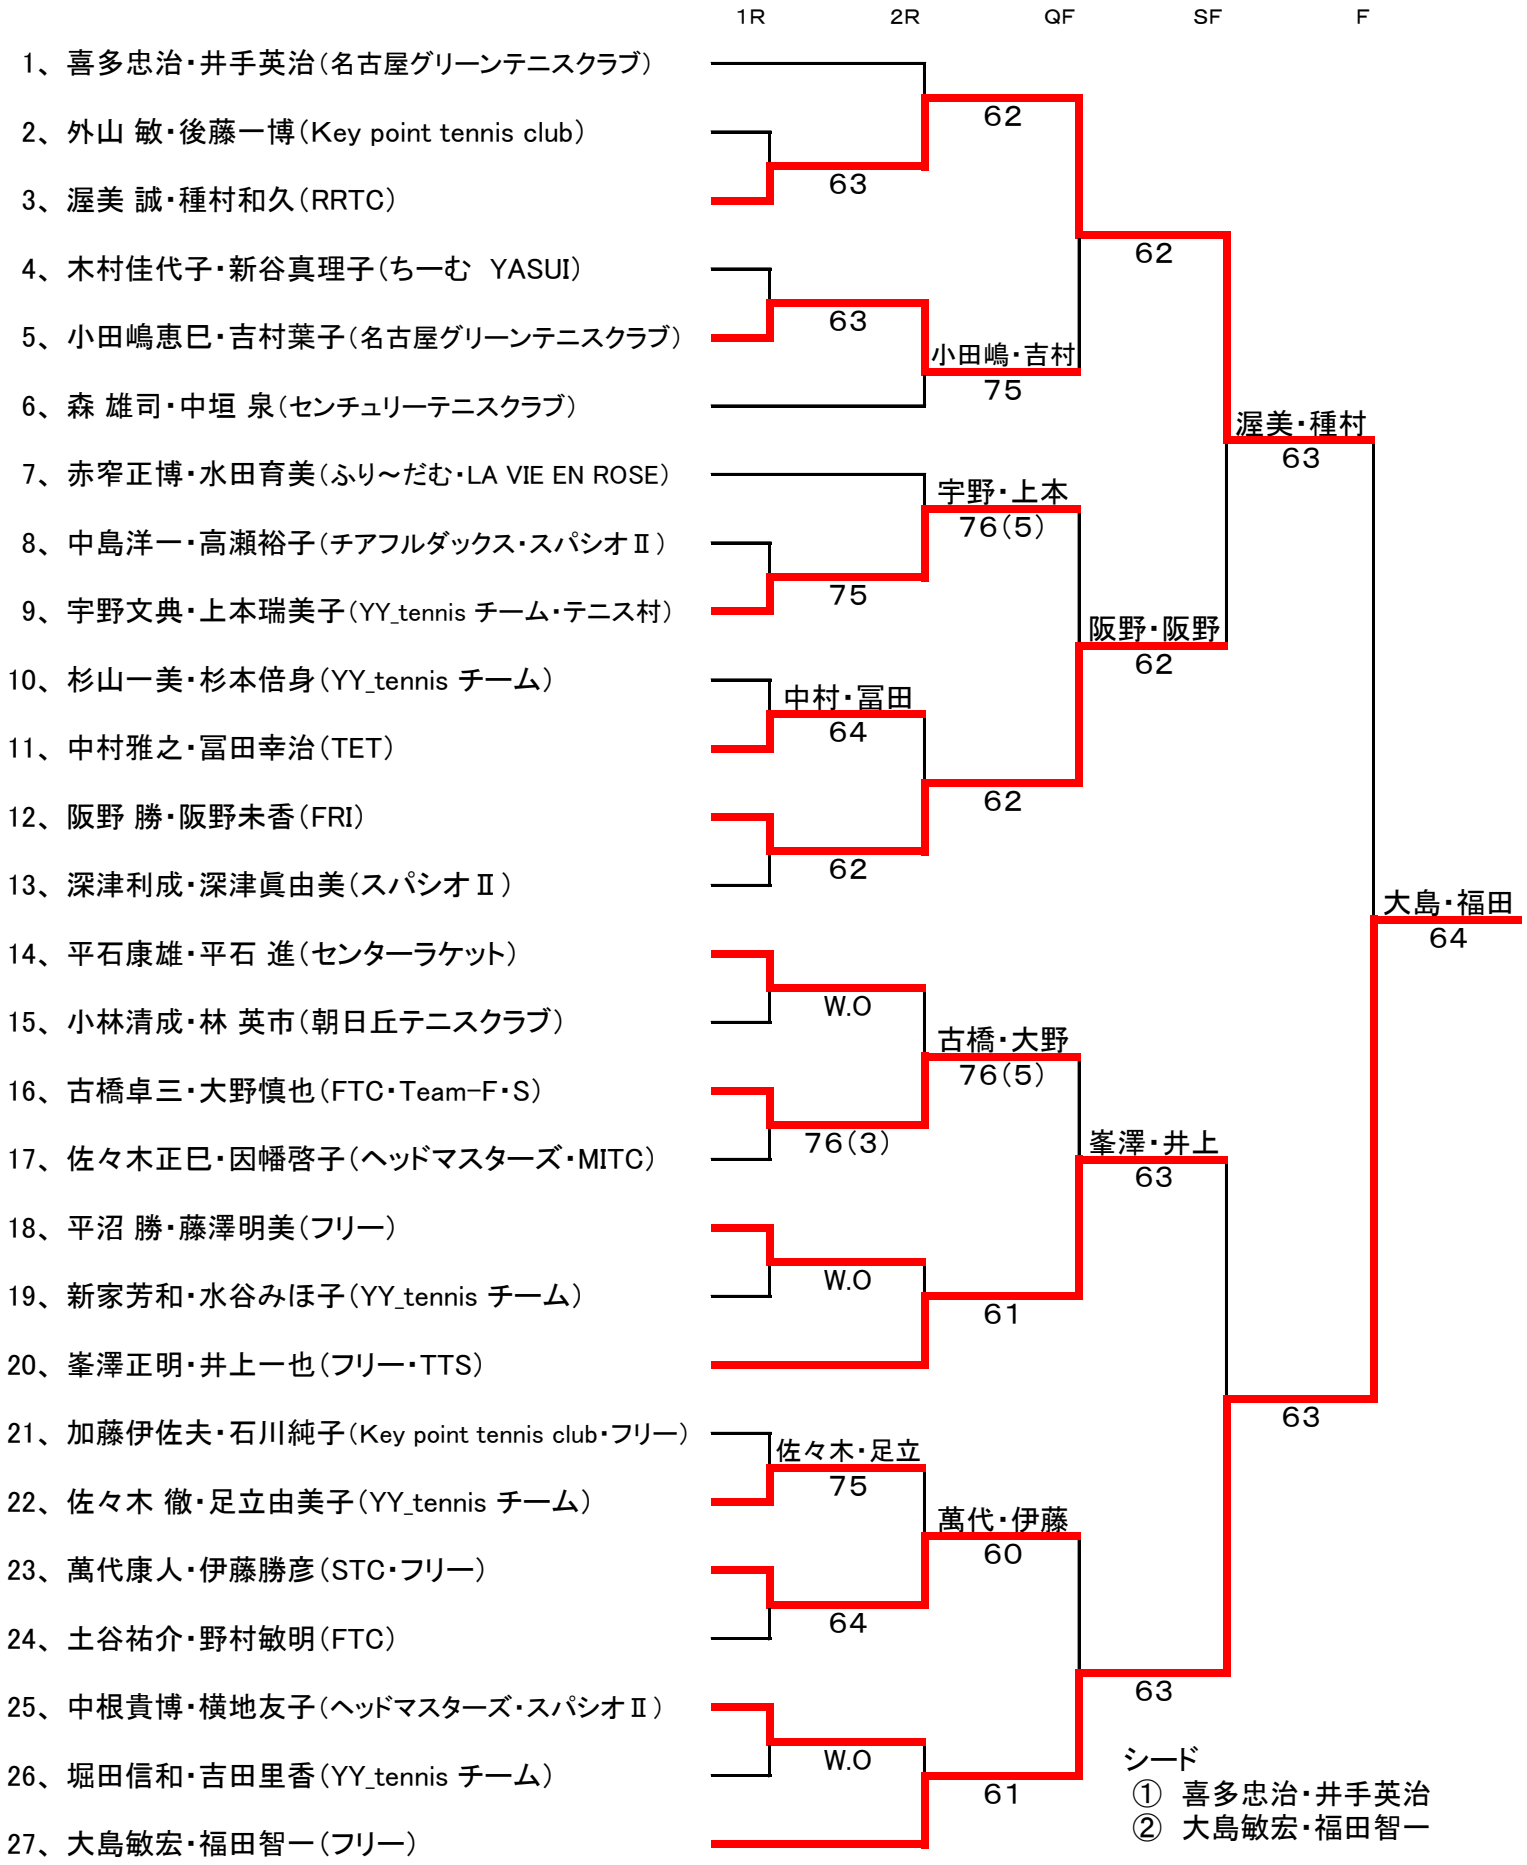 1R 2R QF SF F
1、 喜多忠治・井手英治（名古屋グリーンテニスクラブ）
62
2、 外山 敏・後藤一博（Key point tennis club）
63
3、 渥美 誠・種村和久（RRTC）
62
4、 木村佳代子・新谷真理子（ちーむ　YASUI）
63
5、 小田嶋恵巳・吉村葉子（名古屋グリーンテニスクラブ）
小田嶋・吉村
75
6、 森 雄司・中垣 泉（センチュリーテニスクラブ）
渥美・種村
63
7、 赤窄正博・水田育美（ふり～だむ・LA VIE EN ROSE）
宇野・上本
76(5)
8、 中島洋一・高瀬裕子（チアフルダックス・スパシオⅡ）
75
9、 宇野文典・上本瑞美子（YY_tennis チーム・テニス村）
阪野・阪野
62
10、 杉山一美・杉本倍身（YY_tennis チーム）
中村・冨田
64
11、 中村雅之・冨田幸治（TET）
62
12、 阪野 勝・阪野未香（FRI）
62
13、 深津利成・深津眞由美（スパシオⅡ）
大島・福田
64
14、 平石康雄・平石 進（センターラケット）
W.O
15、 小林清成・林 英市（朝日丘テニスクラブ）
古橋・大野
76(5)
16、 古橋卓三・大野慎也（FTC・Team-F・S）
76(3)
峯澤・井上
63
17、 佐々木正巳・因幡啓子（ヘッドマスターズ・MITC）
18、 平沼 勝・藤澤明美（フリー）
W.O
19、 新家芳和・水谷みほ子（YY_tennis チーム）
61
20、 峯澤正明・井上一也（フリー・TTS）
63
21、 加藤伊佐夫・石川純子（Key point tennis club・フリー）
佐々木・足立
75
22、 佐々木 徹・足立由美子（YY_tennis チーム）
萬代・伊藤
60
23、 萬代康人・伊藤勝彦（STC・フリー）
64
24、 土谷祐介・野村敏明（FTC）
63
25、 中根貴博・横地友子（ヘッドマスターズ・スパシオⅡ）
W.O
26、 堀田信和・吉田里香（YY_tennis チーム）
61
27、 大島敏宏・福田智一（フリー）
シード
① 喜多忠治・井手英治
② 大島敏宏・福田智一